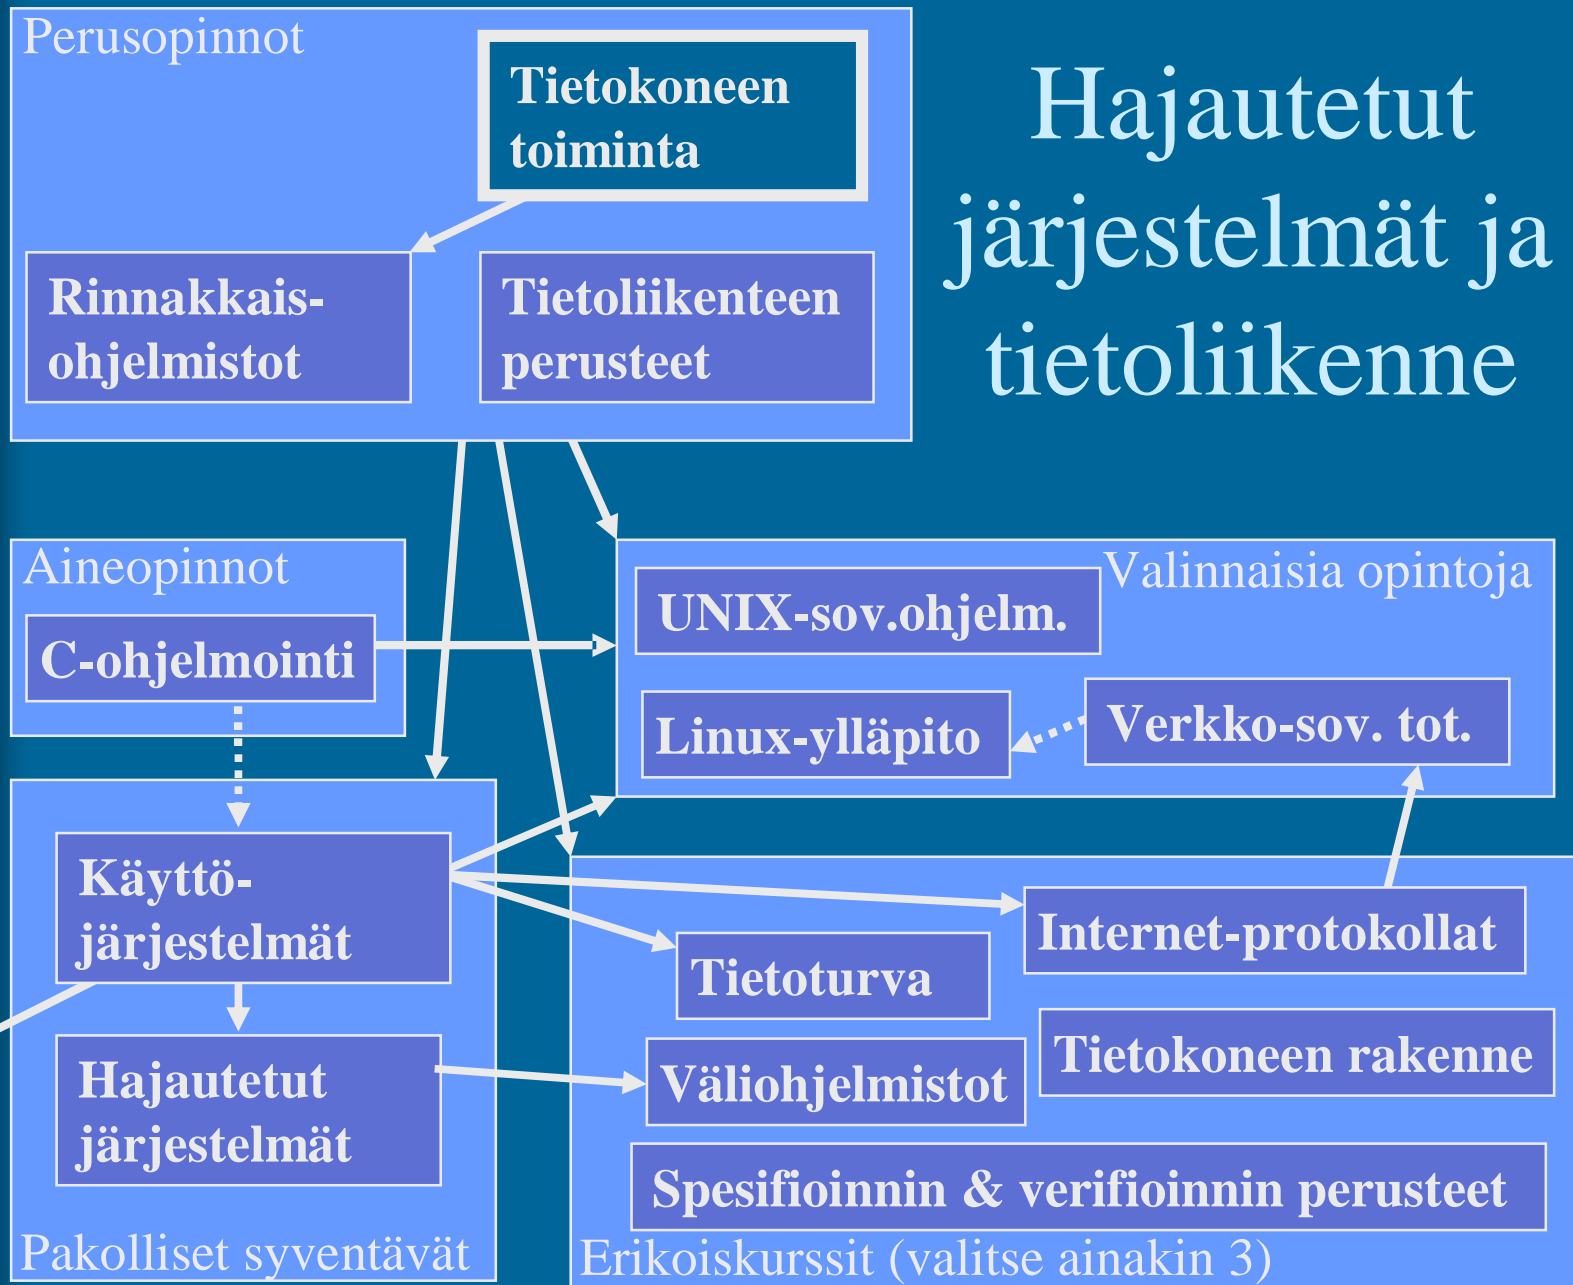 Perusopinnot
Tietokoneen
toiminta
Rinnakkais-
ohjelmistot
Tietoliikenteen
perusteet
Hajautetut
järjestelmät ja
tietoliikenne
Aineopinnot
C-ohjelmointi
Valinnaisia opintoja
UNIX-sov.ohjelm.
Linux-ylläpito
Verkko-sov. tot.
Käyttö-
järjestelmät
Hajautetut
järjestelmät
Pakolliset syventävät
Internet-protokollat
Tietoturva
Tietokoneen rakenne
Väliohjelmistot
Spesifioinnin & verifioinnin perusteet
Erikoiskurssit (valitse ainakin 3)